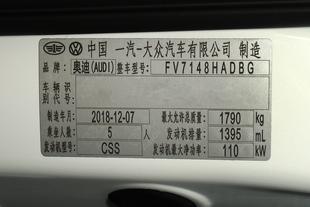 中国 一汽-大众汽车有限公司 制造
品牌 奥迪(AUDI) 整车型号 FV7148HADBG
车辆识别代号
制造年月 2018-12-07 最大允许总质量 1790 kg
乘坐人数 5 人 发动机排量 1395 mL
发动机型号 CSS 发动机最大净功率 110 kW